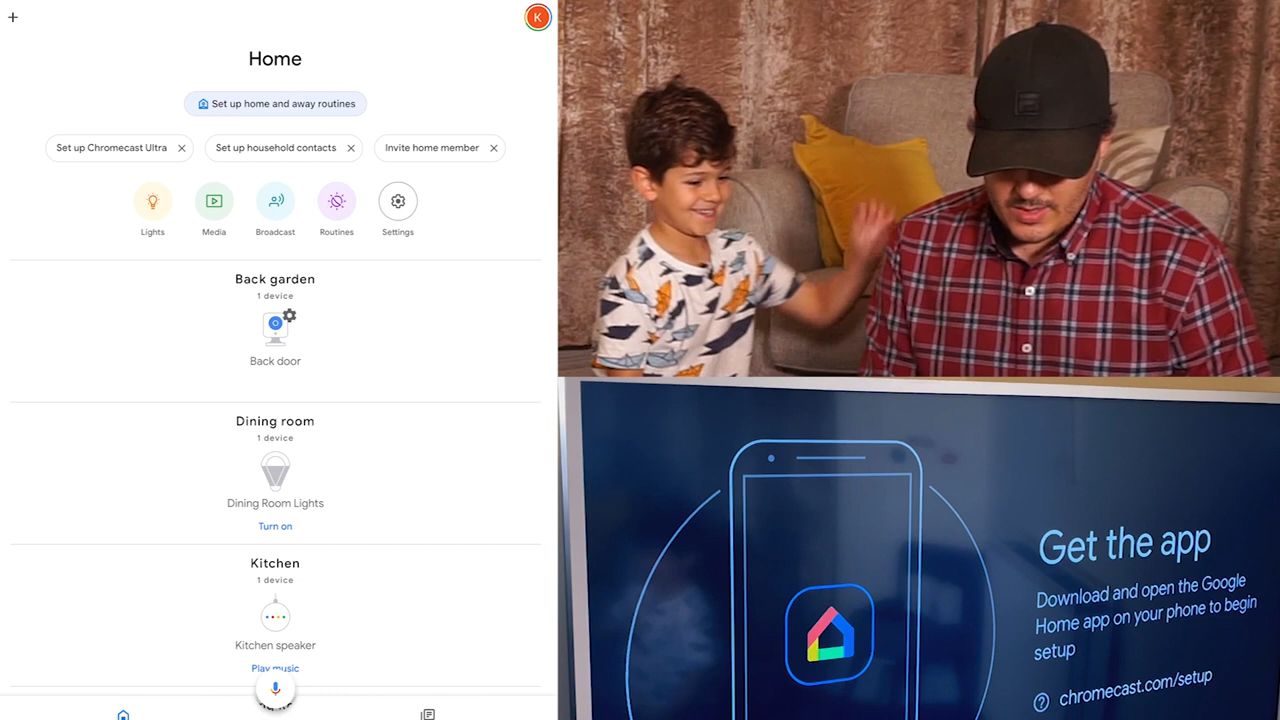 K
Home
Set up home and away routines
Set up Chromecast Ultra
Set up household contacts
Invite home member
Lights
Media
Broadcast
Routines
Settings
Back garden
1 device
Back door
Dining room
1 device
Dining Room Lights
Turn on
Kitchen
1 device
Kitchen speaker
Play music
Get the app
Download and open the Google
Home app on your phone to begin
setup
chromecast.com/setup